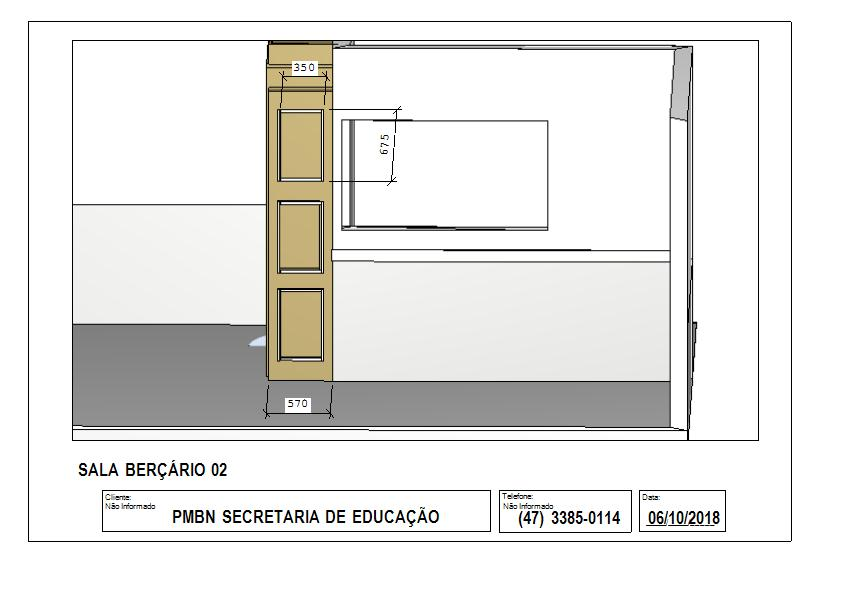 350
675
570
SALA BERÇÁRIO 02
Cliente:
Não Informado
PMBN SECRETARIA DE EDUCAÇÃO
Telefone:
Não Informado
(47) 3385-0114
Data:
06/10/2018